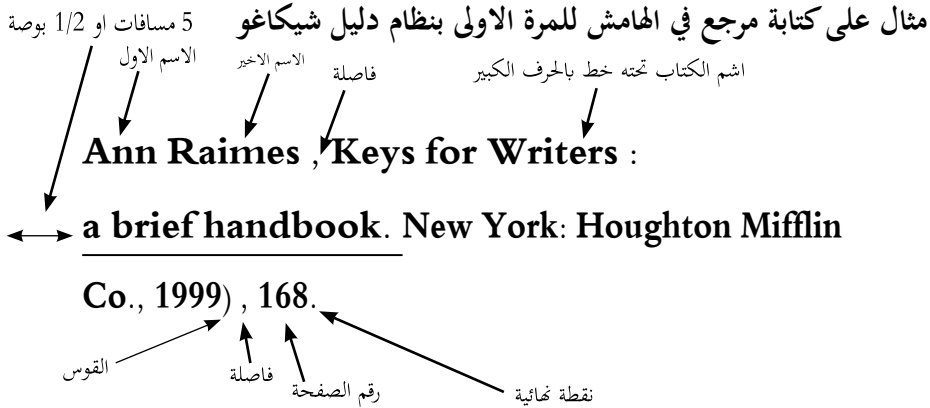 مثال على كتابة مرجع في الهامش للمرة الاولى بنظام دليل شيكاغو
5 مسافات او 1/2 بوصة
الاسم الاول
الاسم الاخير
فاصلة
اشم الكتاب تحته خط بالحرف الكبير
Ann Raimes , Keys for Writers :
a brief handbook. New York: Houghton Mifflin
Co., 1999) , 168.
القوس
فاصلة
رقم الصفحة
نقطة نهائية